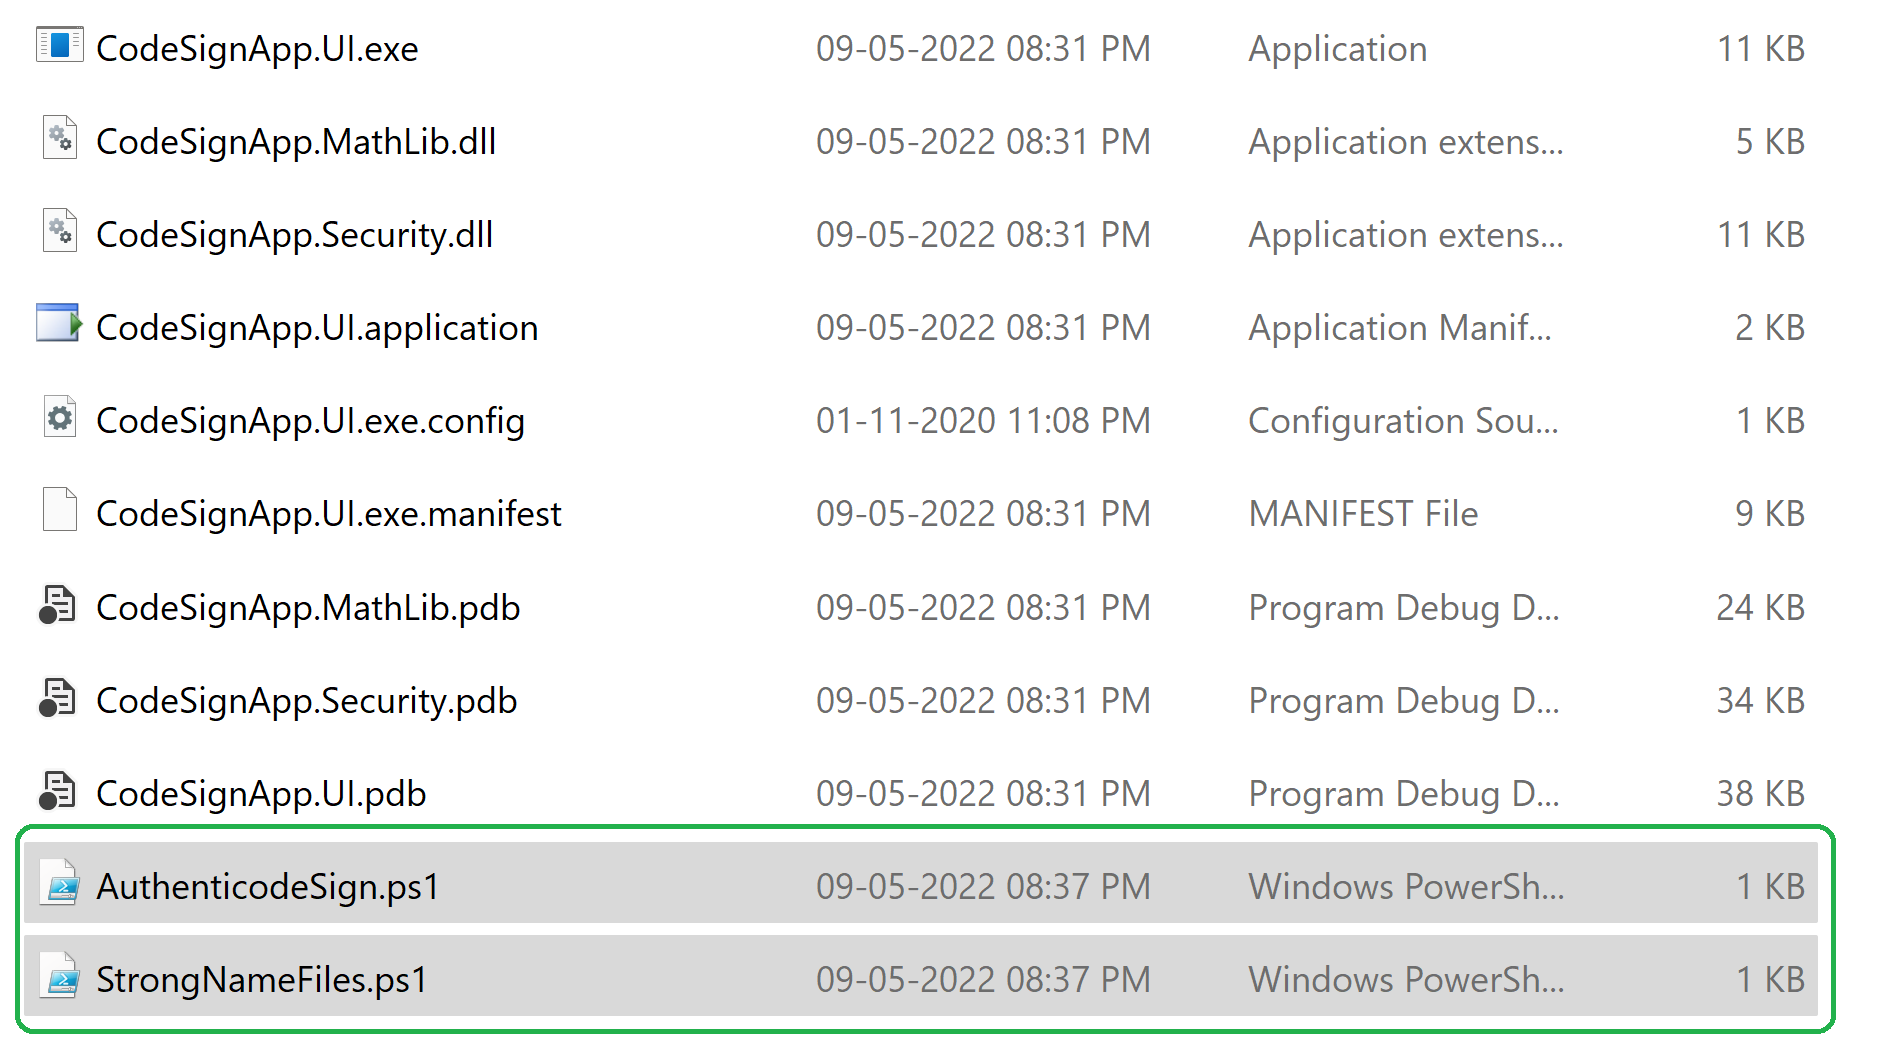 CodeSignApp.UI.exe 09-05-2022 08:31 PM Application 11 KB
CodeSignApp.MathLib.dll 09-05-2022 08:31 PM Application extens... 5 KB
CodeSignApp.Security.dll 09-05-2022 08:31 PM Application extens... 11 KB
CodeSignApp.UI.application 09-05-2022 08:31 PM Application Manif... 2 KB
CodeSignApp.UI.exe.config 01-11-2020 11:08 PM Configuration Sou... 1 KB
CodeSignApp.UI.exe.manifest 09-05-2022 08:31 PM MANIFEST File 9 KB
CodeSignApp.MathLib.pdb 09-05-2022 08:31 PM Program Debug D... 24 KB
CodeSignApp.Security.pdb 09-05-2022 08:31 PM Program Debug D... 34 KB
CodeSignApp.UI.pdb 09-05-2022 08:31 PM Program Debug D... 38 KB
AuthenticodeSign.ps1 09-05-2022 08:37 PM Windows PowerSh... 1 KB
StrongNameFiles.ps1 09-05-2022 08:37 PM Windows PowerSh... 1 KB